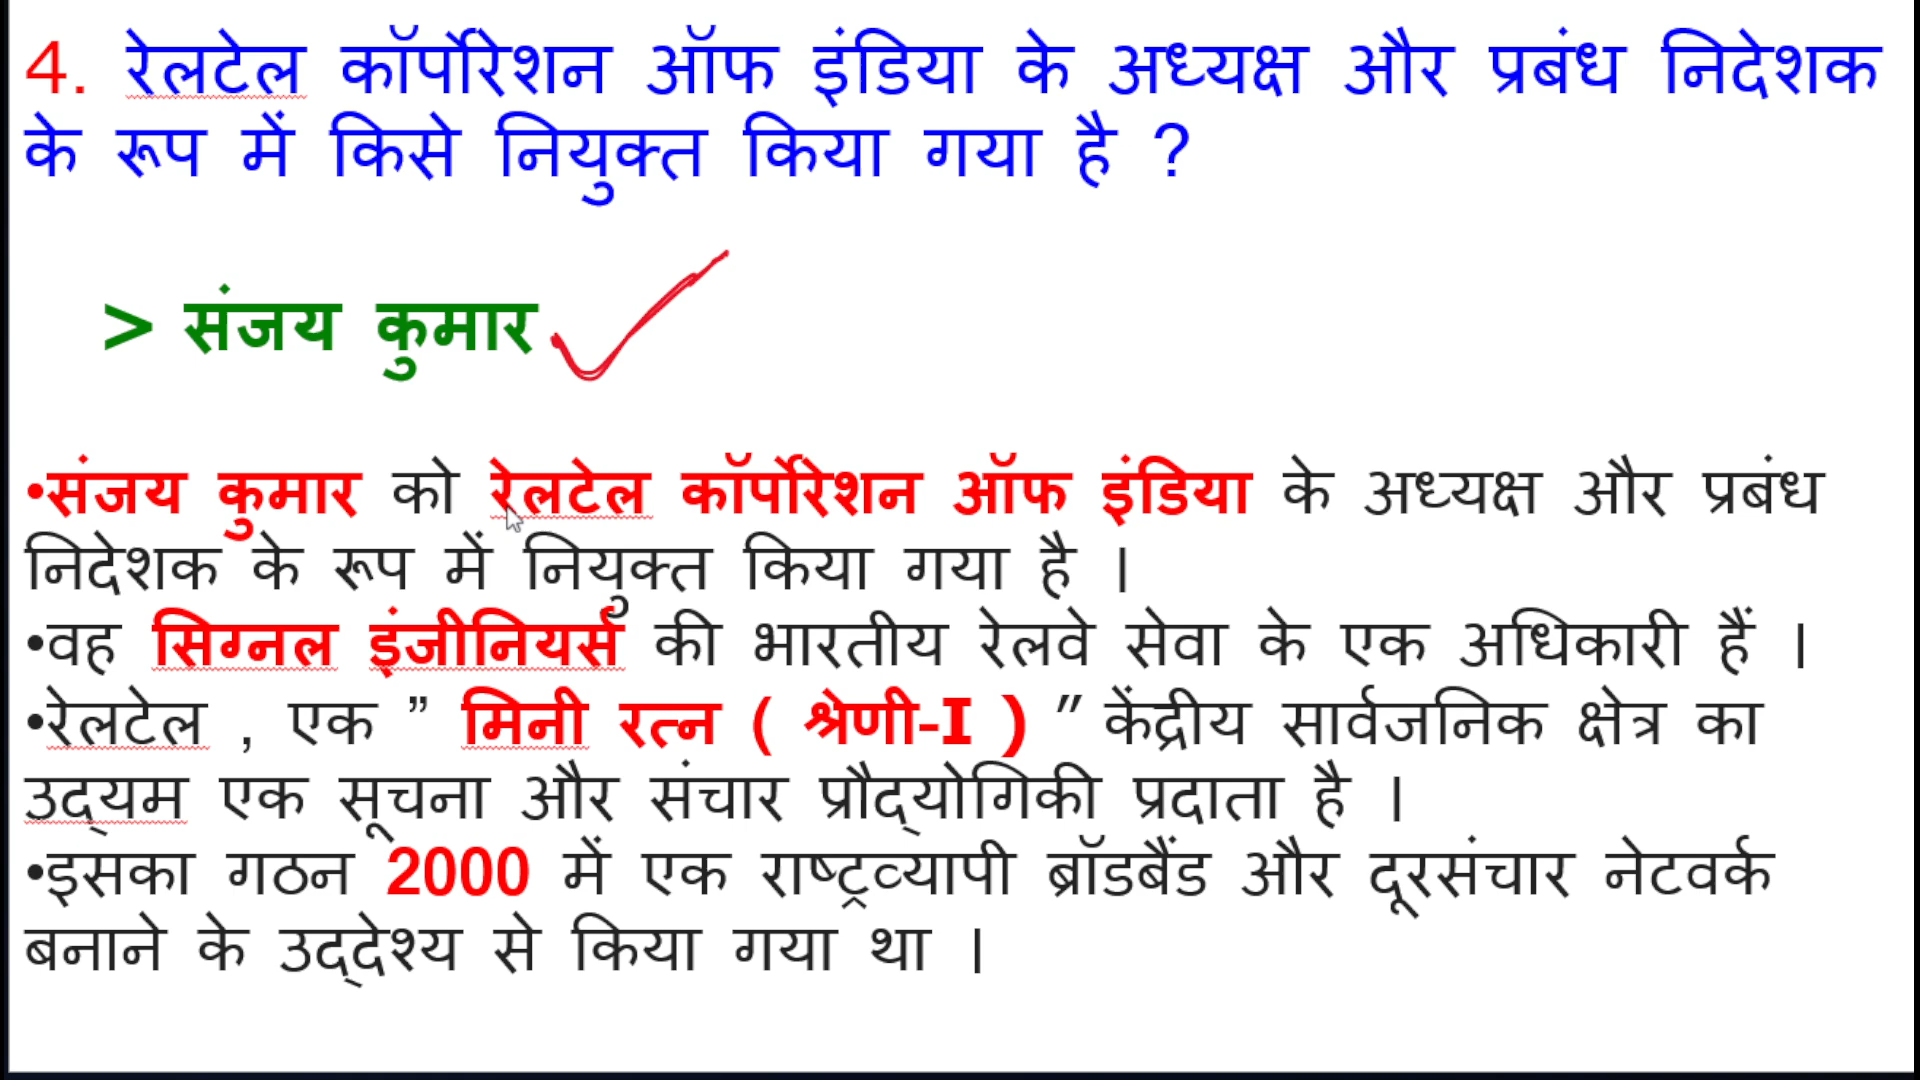 4. रेलटेल कॉर्पोरेशन ऑफ इंडिया के अध्यक्ष और प्रबंध निदेशक
के रूप में किसे नियुक्त किया गया है ?
> संजय कुमार
•संजय कुमार को रेलटेल कॉर्पोरेशन ऑफ इंडिया के अध्यक्ष और प्रबंध
निदेशक के रूप में नियुक्त किया गया है ।
•वह सिग्नल इंजीनियर्स की भारतीय रेलवे सेवा के एक अधिकारी हैं ।
•रेलटेल , एक ” मिनी रत्न ( श्रेणी-I ) ” केंद्रीय सार्वजनिक क्षेत्र का
उद्यम एक सूचना और संचार प्रौद्योगिकी प्रदाता है ।
•इसका गठन 2000 में एक राष्ट्रव्यापी ब्रॉडबैंड और दूरसंचार नेटवर्क
बनाने के उद्देश्य से किया गया था ।